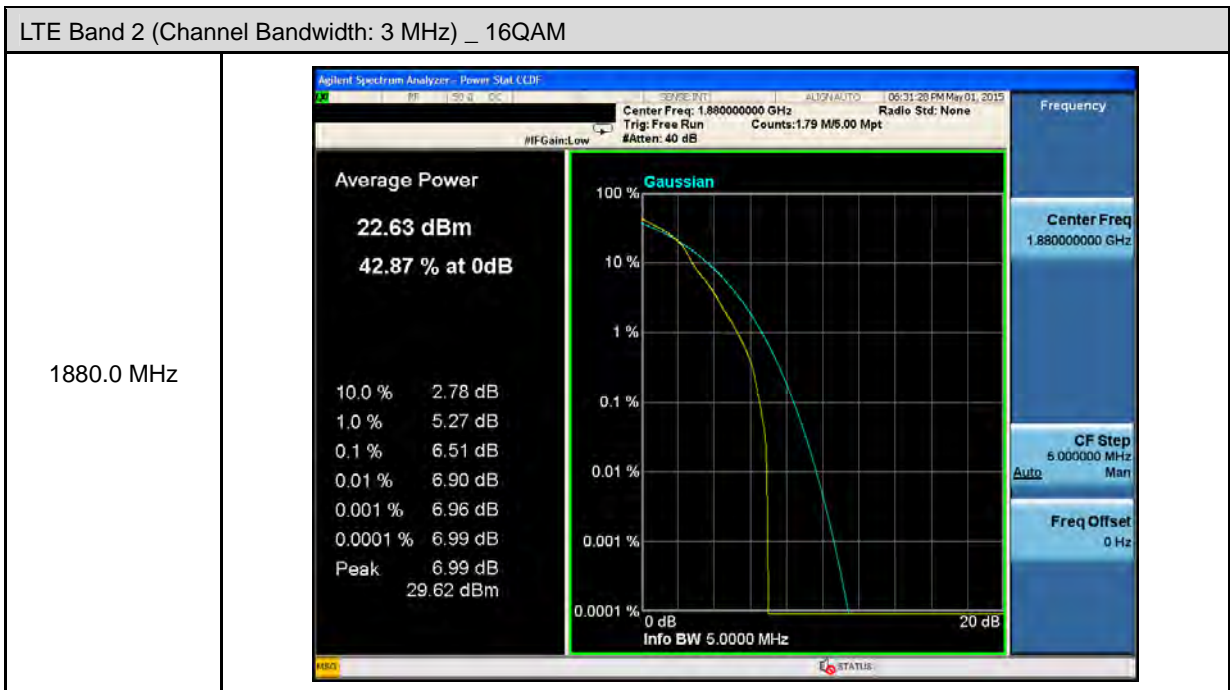 LTE Band 2 (Channel Bandwidth: 3 MHz) _ 16QAM
1880.0 MHz
Agilent Spectrum Analyzer - Power Stat CCDF
RF 50 Ω DC SENSE:INT ALIGN AUTO 06:31:28 PM May 01, 2015
Center Freq: 1.880000000 GHz Radio Std: None
Trig: Free Run Counts:1.79 M/5.00 Mpt
#IFGain:Low #Atten: 40 dB
Average Power
22.63 dBm
42.87 % at 0dB
10.0 % 2.78 dB
1.0 % 5.27 dB
0.1 % 6.51 dB
0.01 % 6.90 dB
0.001 % 6.96 dB
0.0001 % 6.99 dB
Peak 6.99 dB
29.62 dBm
Gaussian
100 %
10 %
1 %
0.1 %
0.01 %
0.001 %
0.0001 %
0 dB 20 dB
Info BW 5.0000 MHz
Frequency
Center Freq
1.880000000 GHz
CF Step
5.000000 MHz
Auto Man
Freq Offset
0 Hz
MSG STATUS